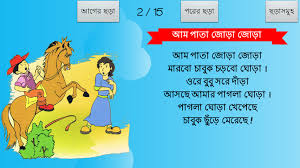 আগের ছড়া
2 / 15
পরের ছড়া
ছড়াসমূহ
আম পাতা জোড়া জোড়া
আম পাতা জোড়া জোড়া
মারবো চাবুক চড়বো ঘোড়া ।
ওরে বুবু সরে দাঁড়া
আসছে আমার পাগলা ঘোড়া ।
পাগলা ঘোড়া খেপেছে
চাবুক ছুঁড়ে মেরেছে !